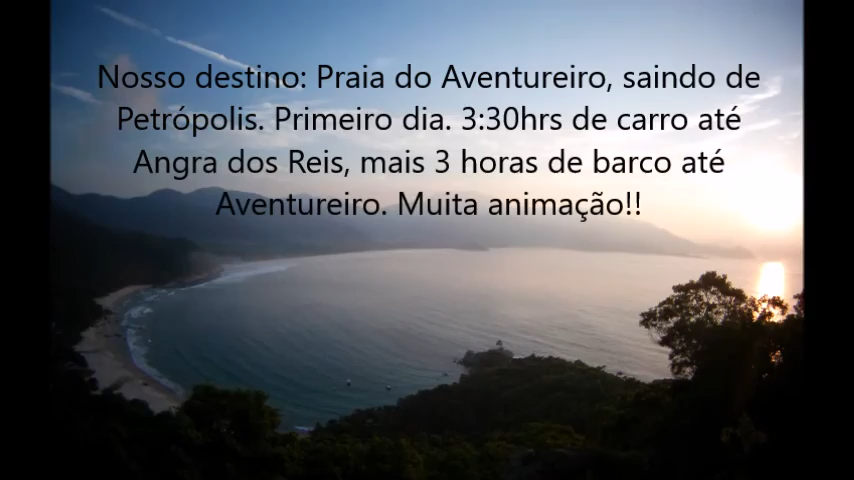 Nosso destino: Praia do Aventureiro, saindo de
Petrópolis. Primeiro dia. 3:30hrs de carro até
Angra dos Reis, mais 3 horas de barco até
Aventureiro. Muita animação!!